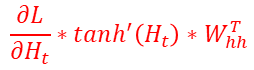 ∂L/∂H_t * tanh′(H_t) * W_hh^T